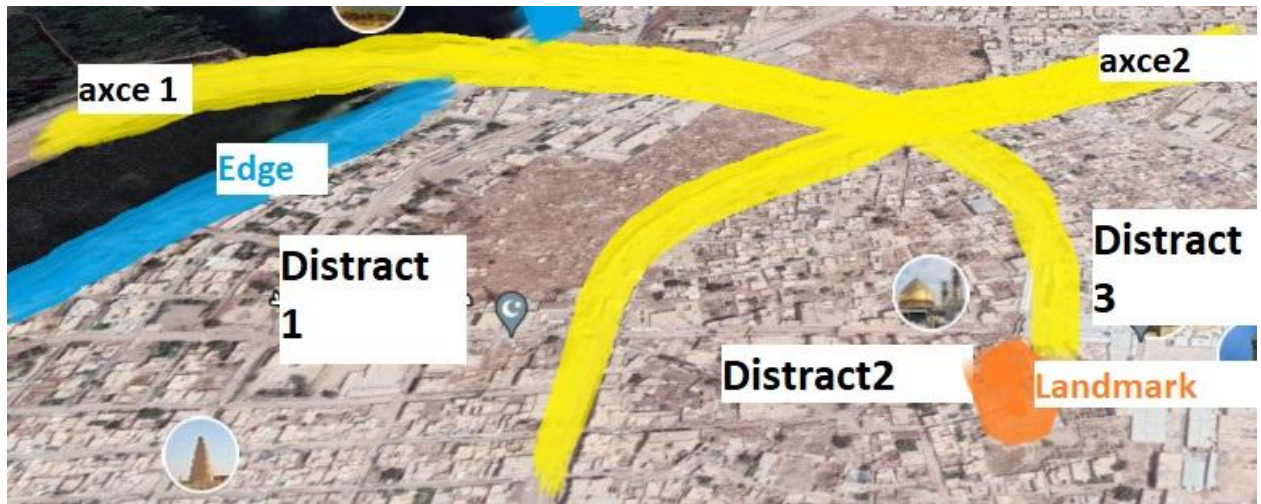 axce 1
axce2
Edge
Distract
1
Distract
3
Distract2
Landmark